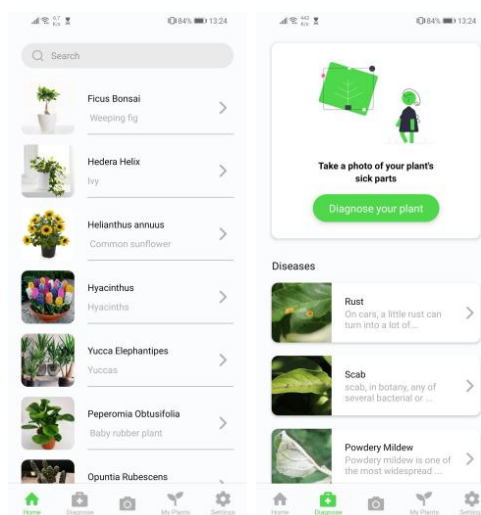 84% 13:24
Search
Ficus Bonsai
Weeping fig
Hedera Helix
Ivy
Helianthus annuus
Common sunflower
Hyacinthus
Hyacinths
Yucca Elephantipes
Yuccas
Peperomia Obtusifolia
Baby rubber plant
Opuntia Rubescens
Home
Diagnose
My Plants
Settings
84% 13:24
Take a photo of your plant's
sick parts
Diagnose your plant
Diseases
Rust
On cars, a little rust can
turn into a lot of...
Scab
scab, in botany, any of
several bacterial or ...
Powdery Mildew
Powdery mildew is one of
the most widespread ...
Home
Diagnose
My Plants
Settings